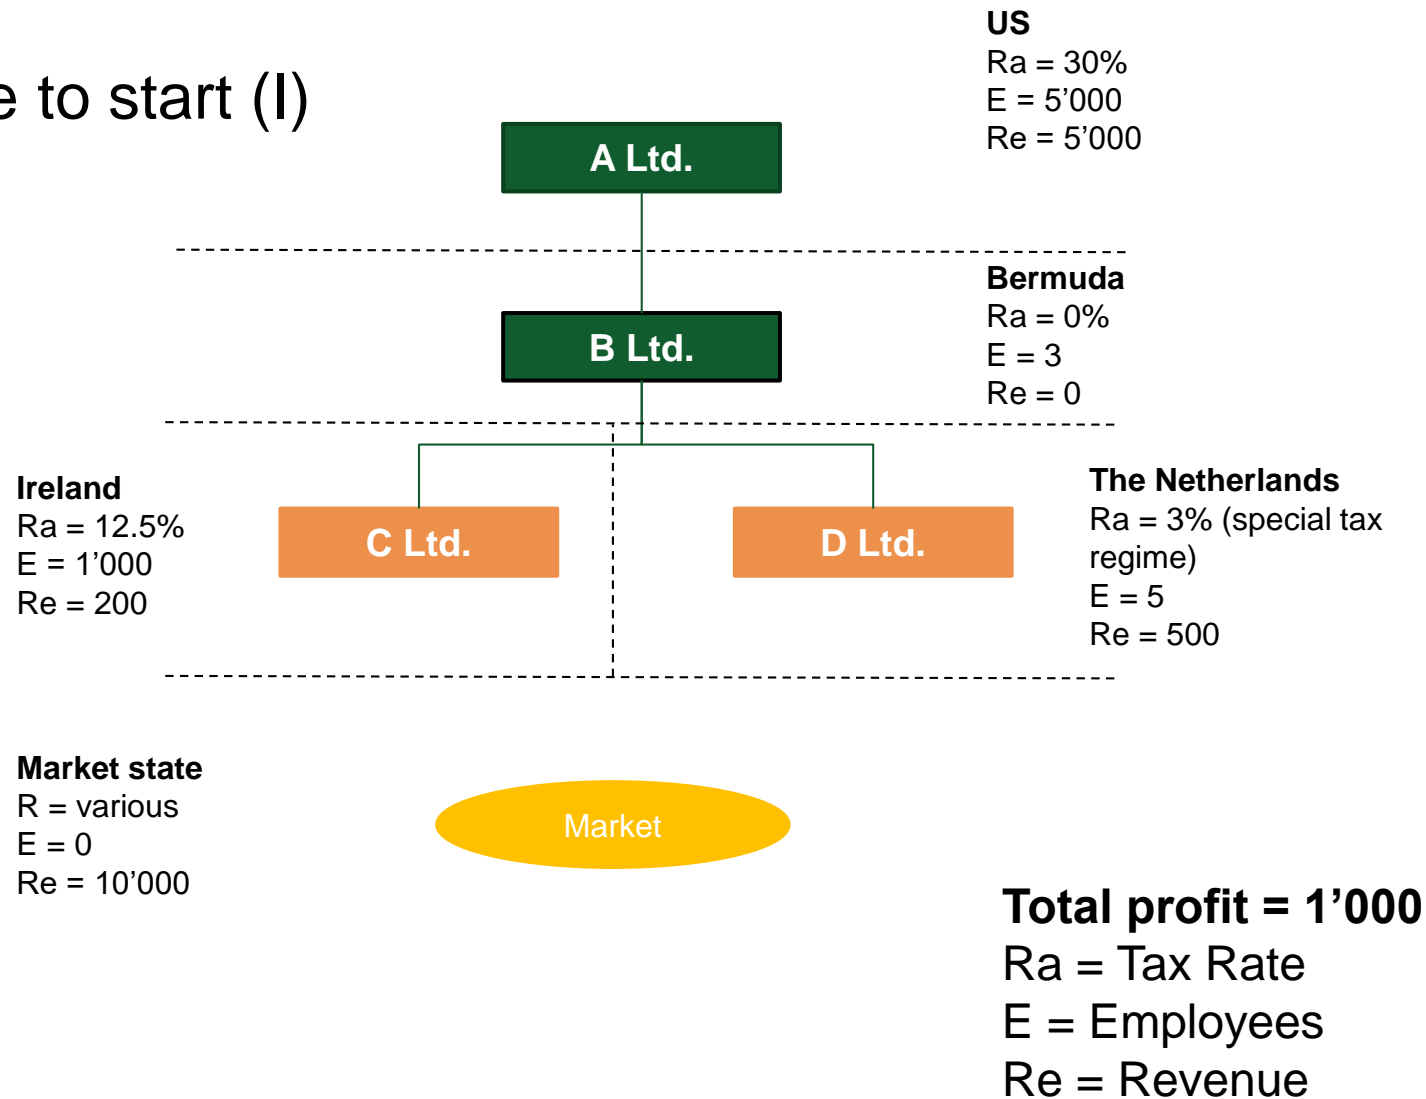 e to start (I)
US
Ra = 30%
E = 5’000
Re = 5’000
A Ltd.
Bermuda
Ra = 0%
E = 3
Re = 0
B Ltd.
Ireland
Ra = 12.5%
E = 1’000
Re = 200
C Ltd.
D Ltd.
The Netherlands
Ra = 3% (special tax
regime)
E = 5
Re = 500
Market state
R = various
E = 0
Re = 10’000
Market
Total profit = 1’000
Ra = Tax Rate
E = Employees
Re = Revenue